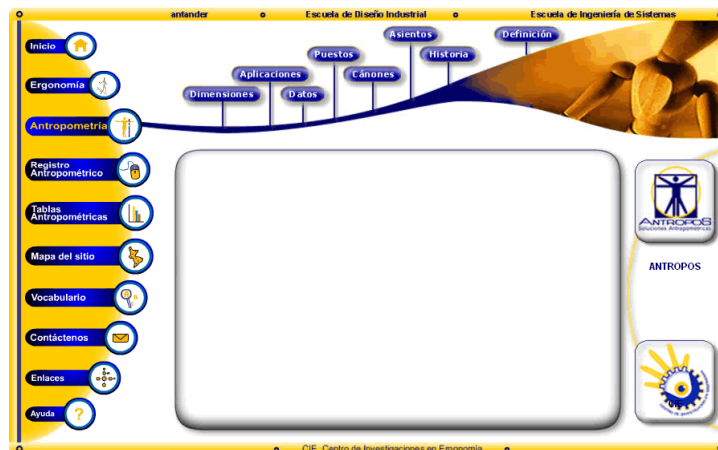 antander
Escuela de Diseño Industrial
Escuela de Ingeniería de Sistemas
Inicio
Ergonomía
Antropometría
Registro
Antropométrico
Tablas
Antropométricas
Mapa del sitio
Vocabulario
Contáctenos
Enlaces
Ayuda
Dimensiones
Aplicaciones
Datos
Puestos
Cánones
Asientos
Historia
Definición
ANTROPOS
Soluciones Antropométricas
ANTROPOS
CIE
CIE. Centro de Investigaciones en Ergonomía